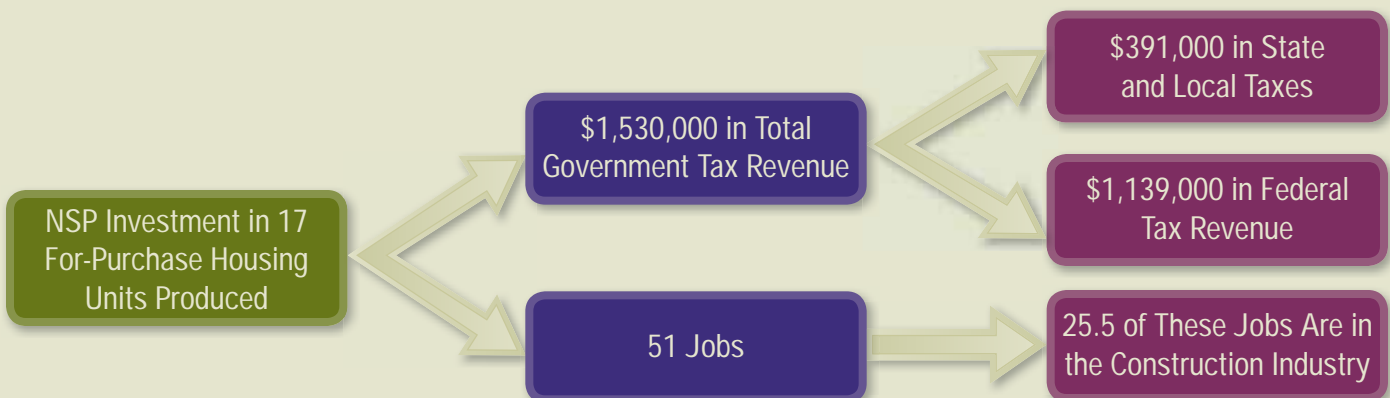 NSP Investment in 17
For-Purchase Housing
Units Produced
$1,530,000 in Total
Government Tax Revenue
$391,000 in State
and Local Taxes
$1,139,000 in Federal
Tax Revenue
51 Jobs
25.5 of These Jobs Are in
the Construction Industry